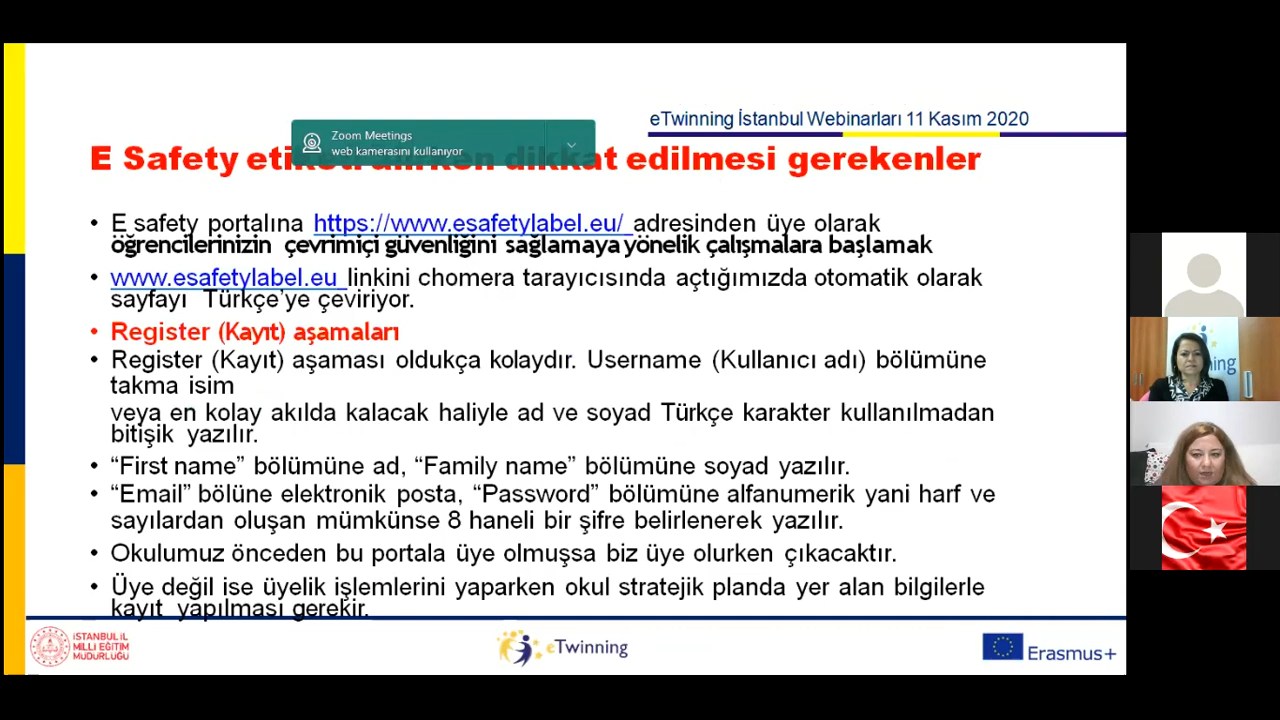 eTwinning İstanbul Webinarları 11 Kasım 2020
Zoom Meetings
web kamerasını kullanıyor
E Safety dikkat edilmesi gerekenler
• E safety portalına https://www.esafetylabel.eu/ adresinden üye olarak
öğrencilerinizin çevrimiçi güvenliğini sağlamaya yönelik çalışmalara başlamak
• www.esafetylabel.eu linkini chomera tarayıcısında açtığımızda otomatik olarak
sayfayı Türkçe'ye çeviriyor.
• Register (Kayıt) aşamaları
• Register (Kayıt) aşaması oldukça kolaydır. Username (Kullanıcı adı) bölümüne
takma isim
veya en kolay akılda kalacak haliyle ad ve soyad Türkçe karakter kullanılmadan
bitişik yazılır.
• “First name” bölümüne ad, “Family name” bölümüne soyad yazılır.
• “Email” bölüne elektronik posta, “Password” bölümüne alfanumerik yani harf ve
sayılardan oluşan mümkünse 8 haneli bir şifre belirlenerek yazılır.
• Okulumuz önceden bu portala üye olmuşsa biz üye olurken çıkacaktır.
• Üye değil ise üyelik işlemlerini yaparken okul stratejik planda yer alan bilgilerle
kayıt yapılması gerekir.
İSTANBUL İL
MİLLİ EĞİTİM
MÜDÜRLÜĞÜ
eTwinning
Erasmus+